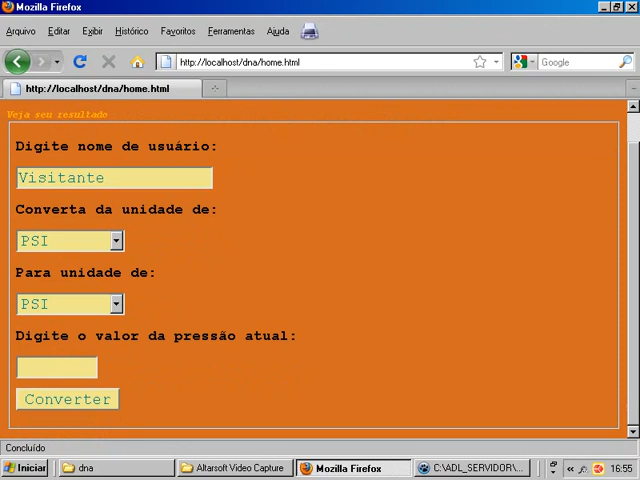 Mozilla Firefox
Arquivo Editar Exibir Histórico Favoritos Ferramentas Ajuda
http://localhost/dna/home.html Google
http://localhost/dna/home.html
Veja seu resultado
Digite nome de usuário:
Visitante
Converta da unidade de:
PSI
Para unidade de:
PSI
Digite o valor da pressão atual:
Converter
Concluído
Iniciar dna Altarsoft Video Capture Mozilla Firefox C:\ADL_SERVIDOR\... 16:55